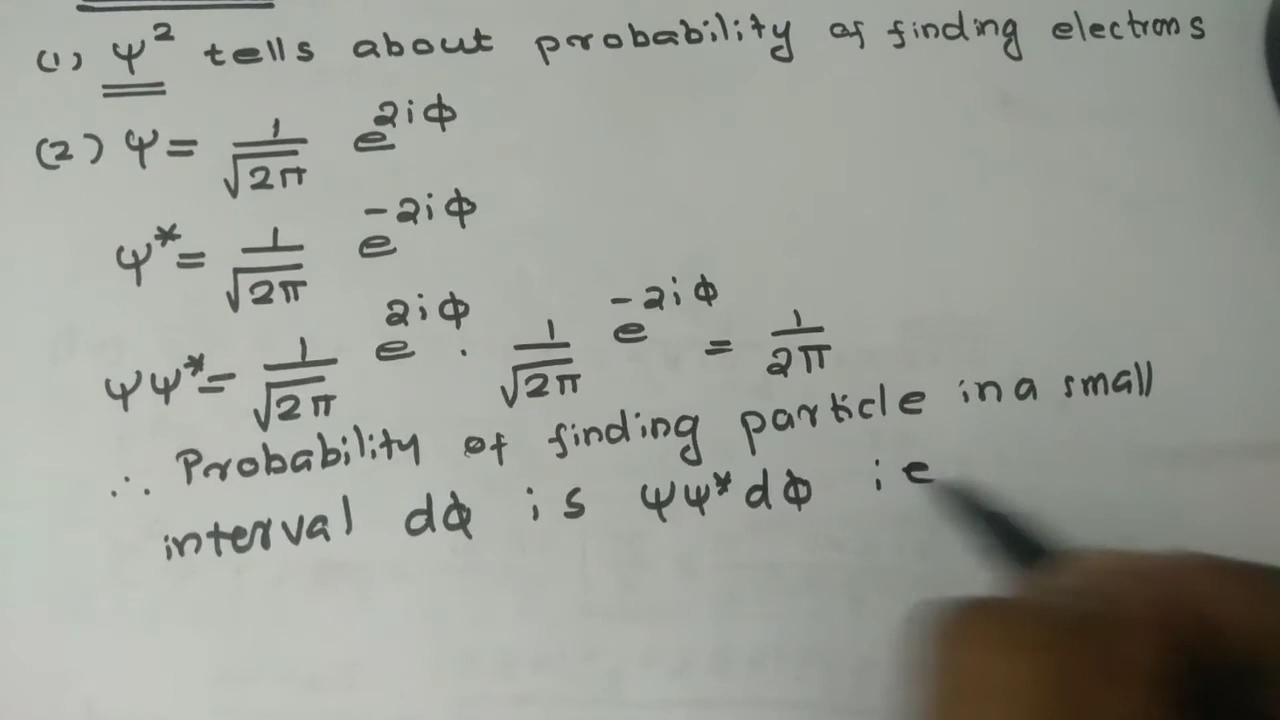 (1) ψ² tells about probability of finding electrons
(2) ψ = 1/√2π e^2iϕ
ψ* = 1/√2π e^-2iϕ
ψψ* = 1/√2π e^2iϕ . 1/√2π e^-2iϕ = 1/2π
∴ Probability of finding particle in a small
interval dϕ is ψψ* dϕ ie